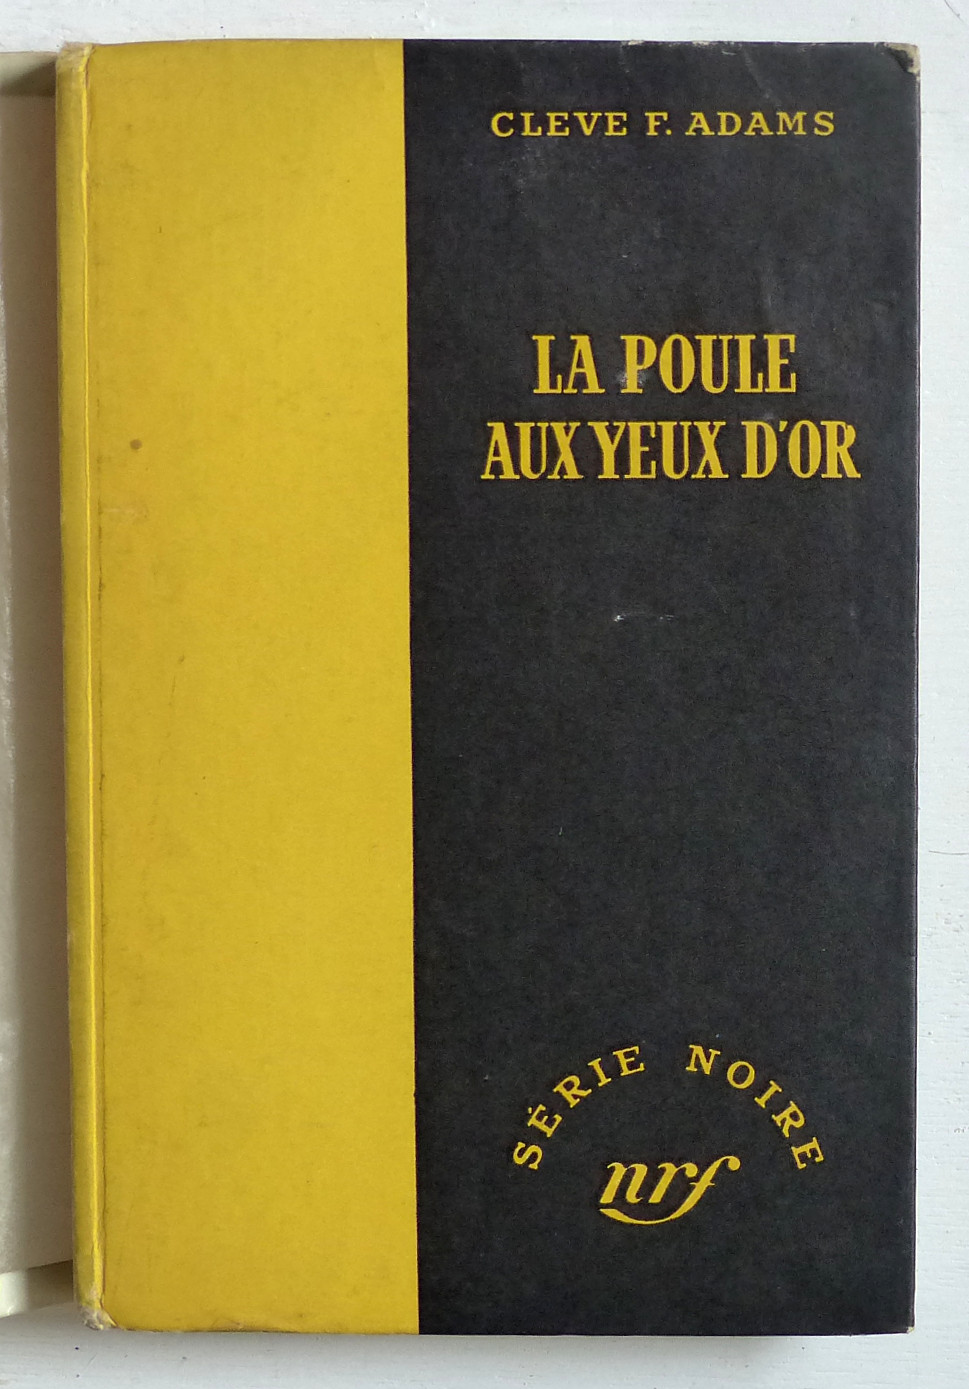 CLEVE F. ADAMS
LA POULE
AUX YEUX D'OR
SÉRIE NOIRE
nrf